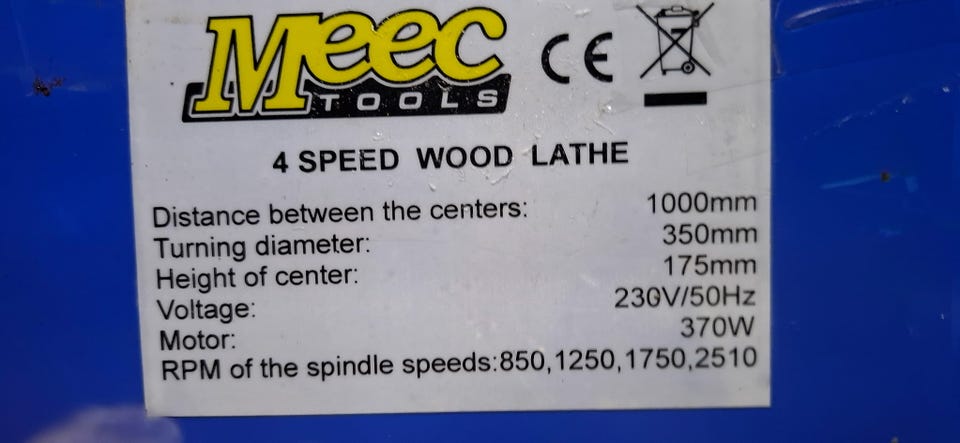 Meec
TOOLS
CE
4 SPEED WOOD LATHE
Distance between the centers: 1000mm
Turning diameter: 350mm
Height of center: 175mm
Voltage: 230V/50Hz
Motor: 370W
RPM of the spindle speeds:850,1250,1750,2510